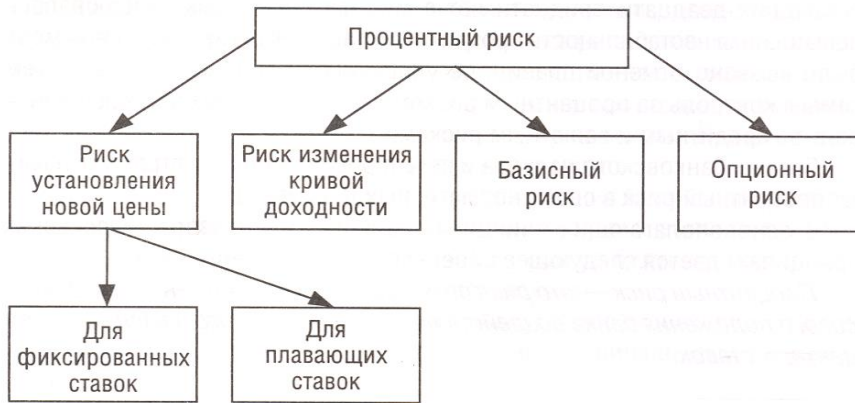 Процентный риск
Риск
установления
новой цены
Риск изменения
кривой
доходности
Базисный
риск
Опционный
риск
Для
фиксированных
ставок
Для
плавающих
ставок